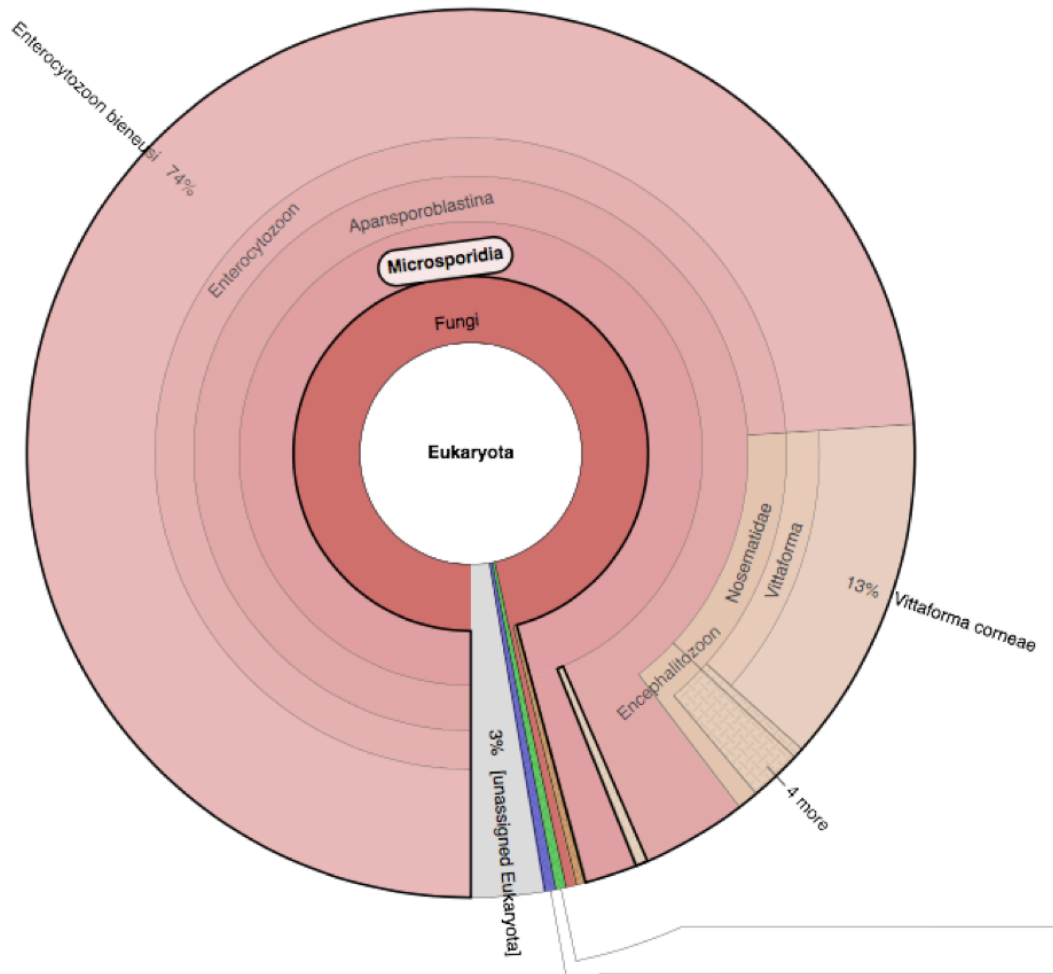 Enterocytozoon bieneusi 74%
Enterocytozoon
Apansporoblastina
Microsporidia
Fungi
Eukaryota
Nosematidae
Vittaforma
13% Vittaforma corneae
Encephalitozoon
4 more
3% [unassigned Eukaryota]